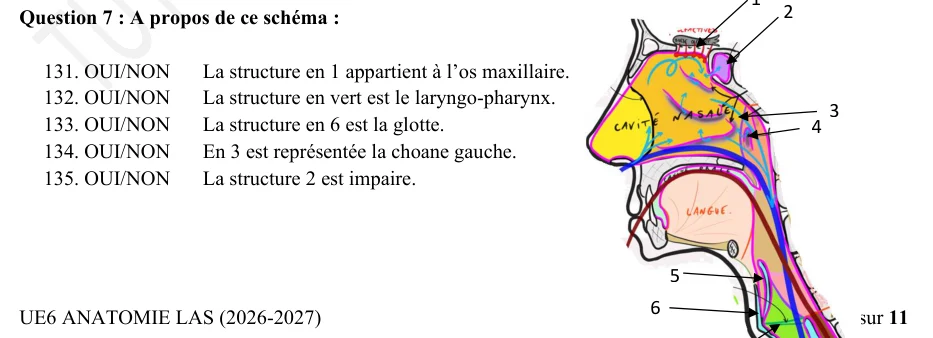 Question 7 : A propos de ce schéma :
1
2
131. OUI/NON La structure en 1 appartient à l'os maxillaire.
132. OUI/NON La structure en vert est le laryngo-pharynx.
133. OUI/NON La structure en 6 est la glotte.
134. OUI/NON En 3 est représentée la choane gauche.
135. OUI/NON La structure 2 est impaire.
CAVITÉ NASALE
3
4
LANGUE.
5
6
UE6 ANATOMIE LAS (2026-2027)
sur 11